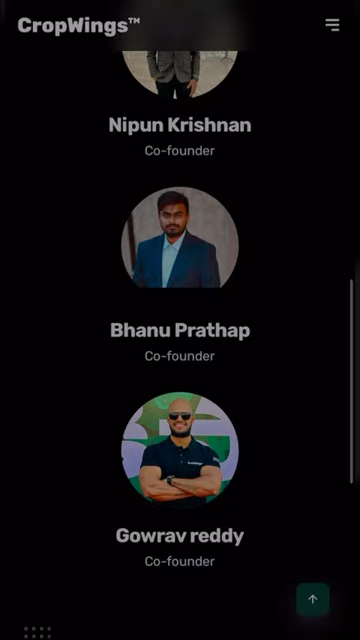 CropWings™
Nipun Krishnan
Co-founder
Bhanu Prathap
Co-founder
Gowrav reddy
Co-founder